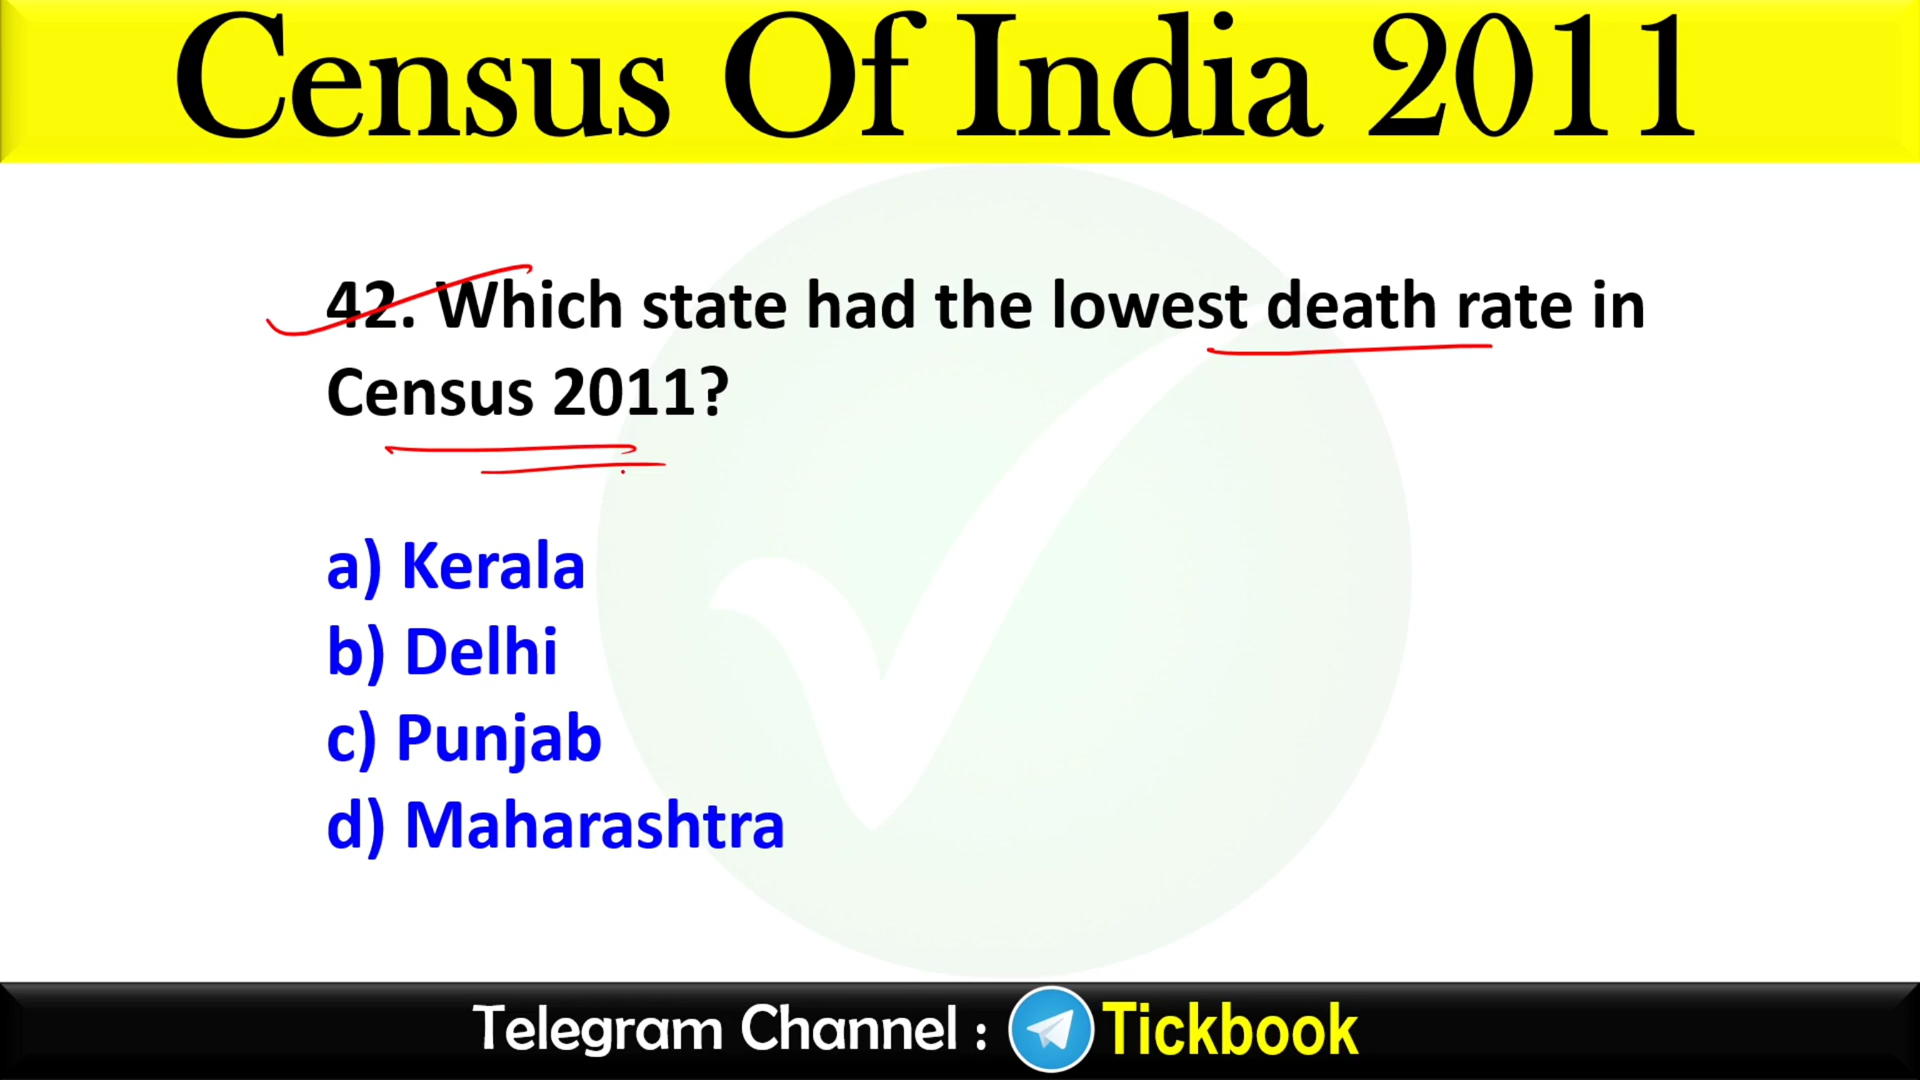 Census Of India 2011
42. Which state had the lowest death rate in
Census 2011?
a) Kerala
b) Delhi
c) Punjab
d) Maharashtra
Telegram Channel : Tickbook